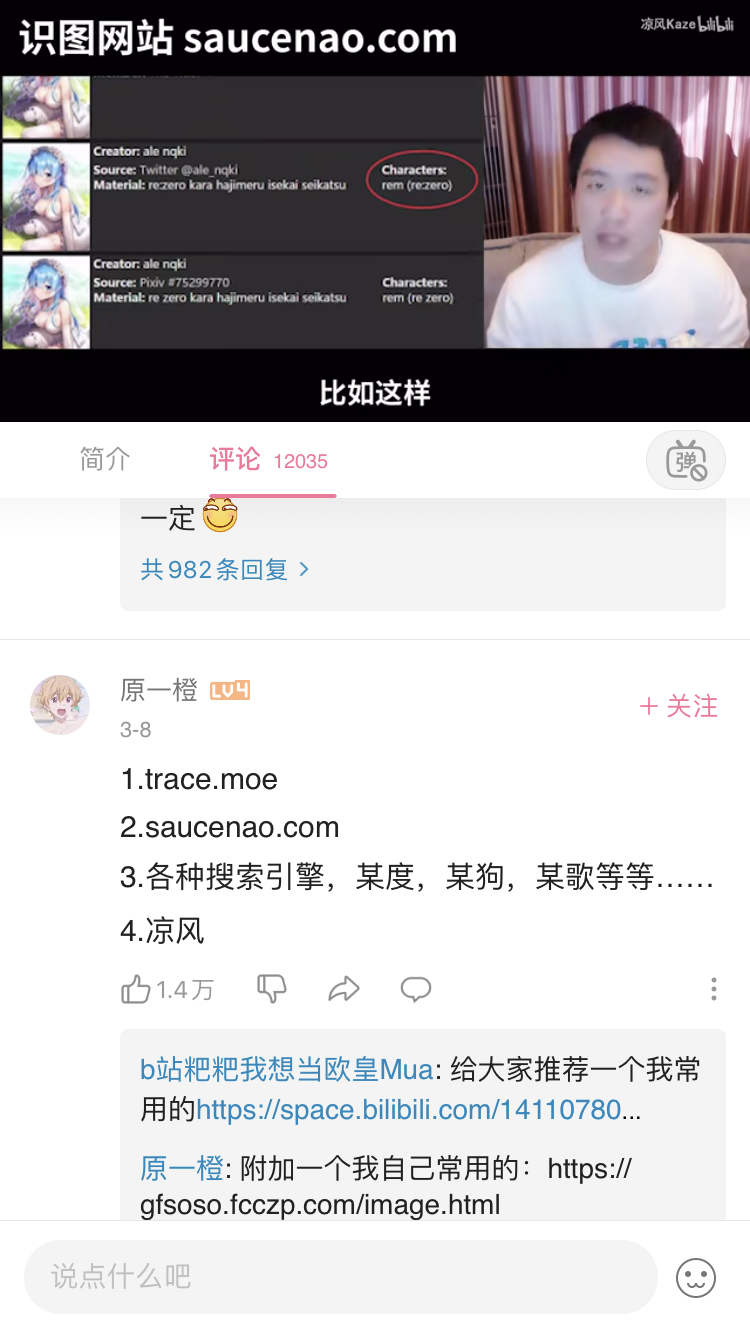 识图网站 saucenao.com
凉风Kaze bilibili
Creator: ale nqki
Source: Twitter @ale_nqki
Material: re:zero kara hajimeru isekai seikatsu
Characters:
rem (re:zero)
Creator: ale nqki
Source: Pixiv #75299770
Material: re zero kara hajimeru isekai seikatsu
Characters:
rem (re zero)
比如这样
简介
评论 12035
弹
一定
共982条回复 >
原一橙 LV4
3-8
+ 关注
1.trace.moe
2.saucenao.com
3.各种搜索引擎，某度，某狗，某歌等等……
4.凉风
1.4万
b站粑粑我想当欧皇Mua: 给大家推荐一个我常
用的https://space.bilibili.com/14110780...
原一橙: 附加一个我自己常用的：https://
gfsoso.fcczp.com/image.html
说点什么吧